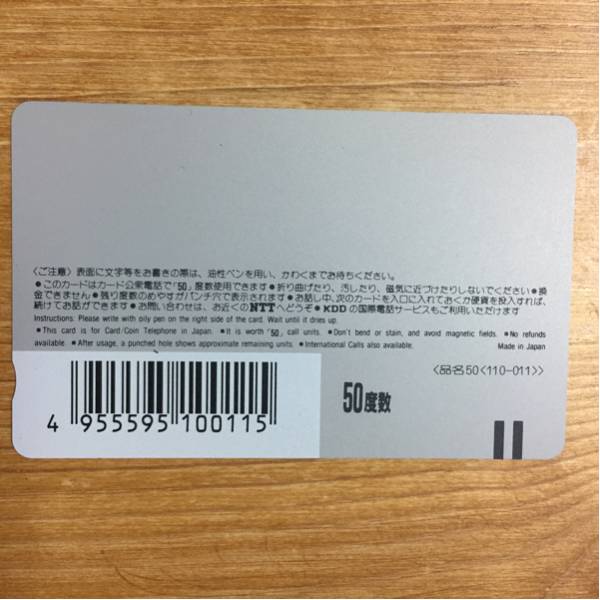 〈ご注意〉表面に文字等をお書きの際は、油性ペンを用い、かわくまでお待ちください。
●このカードはカード公衆電話で「50」度数使用できます●折り曲げたり、汚したり、磁気に近づけたりしないでください●換
金できません●残り度数のめやすがパンチ穴で表示されます●お話し中、次のカードを入口に入れておくか硬貨を投入すれば、
続けてお話ができます●お問い合わせは、お近くのNTTへどうぞ●KDDの国際電話サービスもご利用いただけます
Instructions. Please write with oily pen on the right side of the card. Wait until it dries up.
●This card is for Card/Coin Telephone in Japan. ●It is worth「50」call units. ●Don't bend or stain, and avoid magnetic fields. ●No refunds
available. ●After usage, a punched hole shows approximate remaining units. ●International Calls also available. Made in Japan
〈品名50〈110-011〉〉
50度数
4 955595 100115